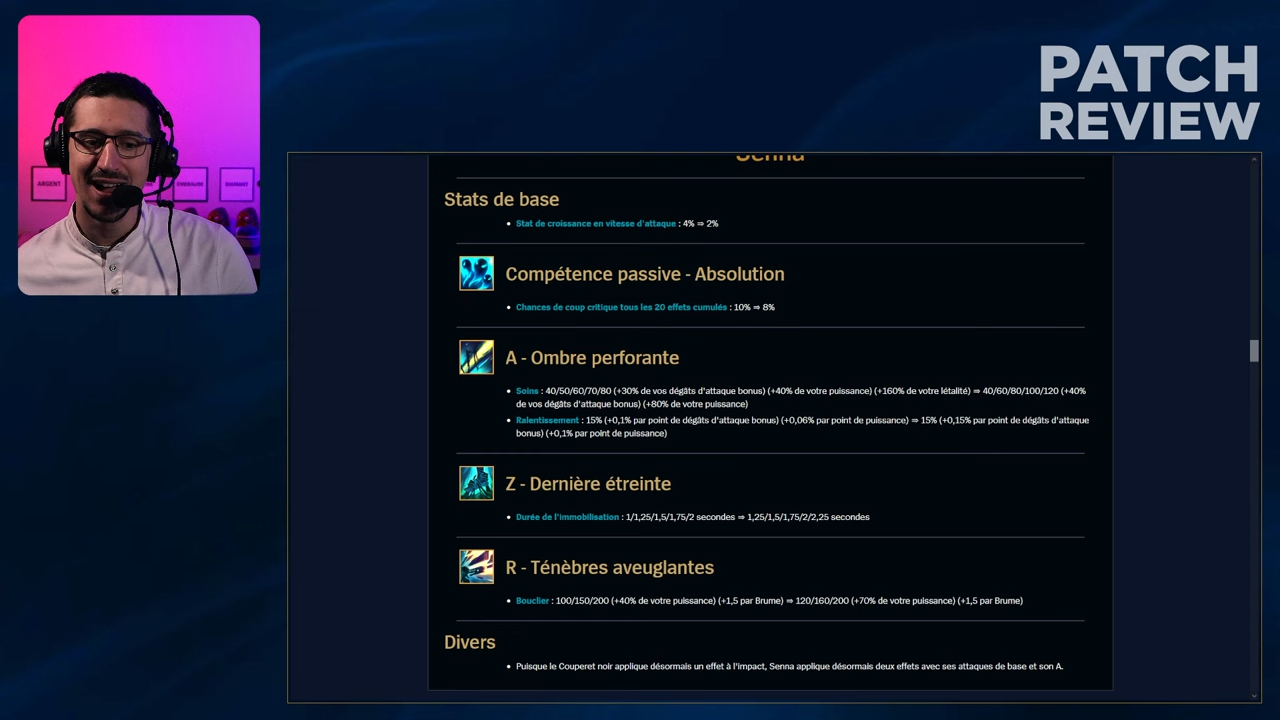 PATCH
REVIEW
ARGENT
ÉMERAUDE
DIAMANT
Senna
Stats de base
• Stat de croissance en vitesse d'attaque : 4% ⇒ 2%
Compétence passive - Absolution
• Chances de coup critique tous les 20 effets cumulés : 10% ⇒ 8%
A - Ombre perforante
• Soins : 40/50/60/70/80 (+30% de vos dégâts d'attaque bonus) (+40% de votre puissance) (+160% de votre létalité) ⇒ 40/60/80/100/120 (+40%
de vos dégâts d'attaque bonus) (+80% de votre puissance)
• Ralentissement : 15% (+0,1% par point de dégâts d'attaque bonus) (+0,06% par point de puissance) ⇒ 15% (+0,15% par point de dégâts d'attaque
bonus) (+0,1% par point de puissance)
Z - Dernière étreinte
• Durée de l'immobilisation : 1/1,25/1,5/1,75/2 secondes ⇒ 1,25/1,5/1,75/2/2,25 secondes
R - Ténèbres aveuglantes
• Bouclier : 100/150/200 (+40% de votre puissance) (+1,5 par Brume) ⇒ 120/160/200 (+70% de votre puissance) (+1,5 par Brume)
Divers
• Puisque le Couperet noir applique désormais un effet à l'impact, Senna applique désormais deux effets avec ses attaques de base et son A.